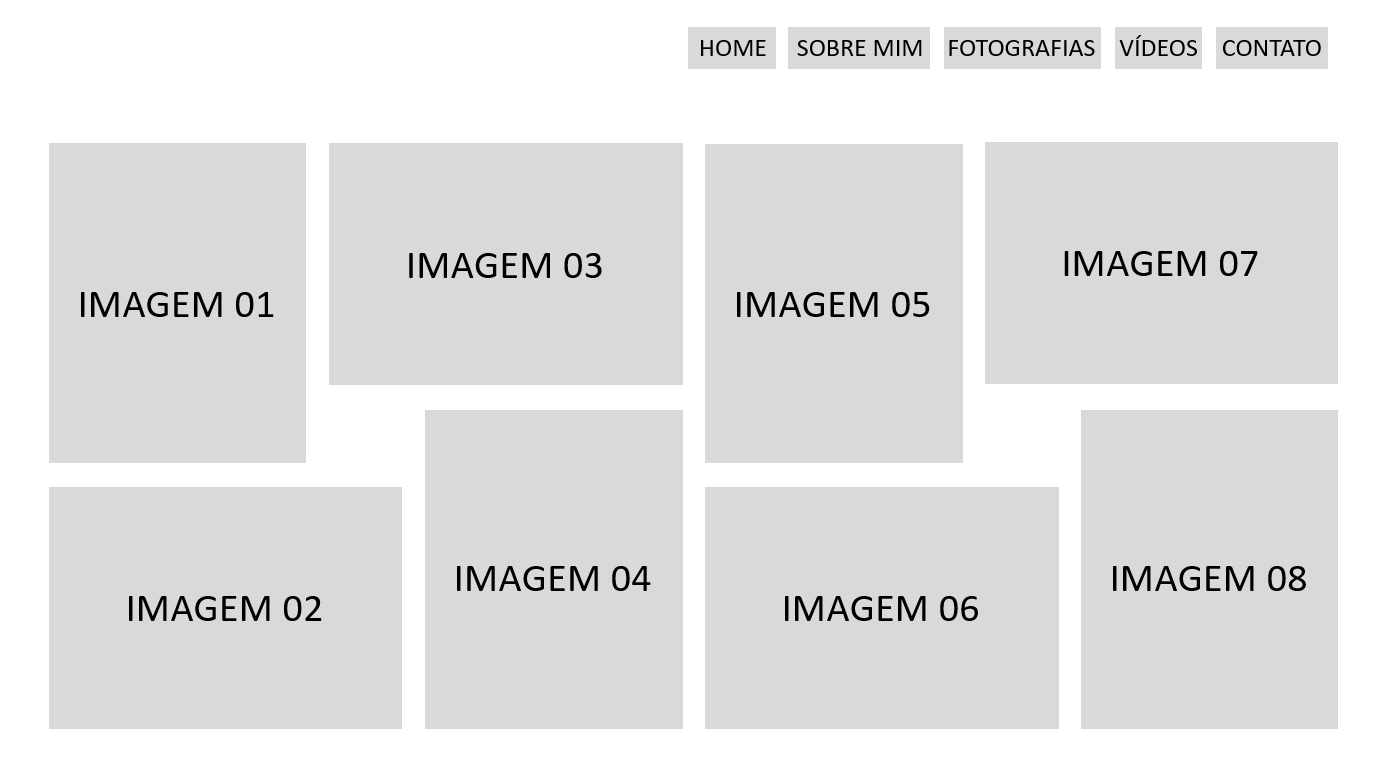 HOME
SOBRE MIM
FOTOGRAFIAS
VÍDEOS
CONTATO
IMAGEM 01
IMAGEM 02
IMAGEM 03
IMAGEM 04
IMAGEM 05
IMAGEM 06
IMAGEM 07
IMAGEM 08